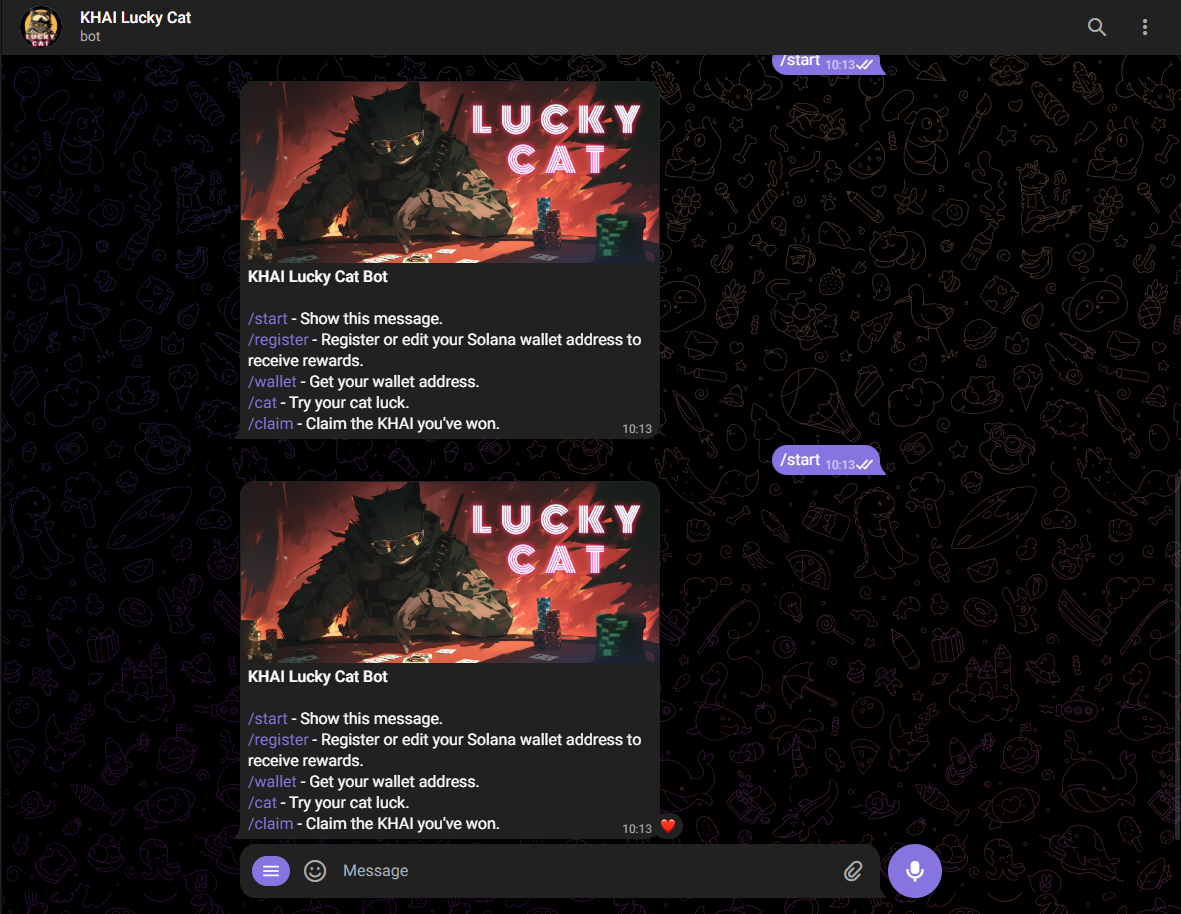 KHAI Lucky Cat
bot
/start 10:13
LUCKY
CAT
KHAI Lucky Cat Bot
/start - Show this message.
/register - Register or edit your Solana wallet address to
receive rewards.
/wallet - Get your wallet address.
/cat - Try your cat luck.
/claim - Claim the KHAI you've won.
10:13
/start 10:13
LUCKY
CAT
KHAI Lucky Cat Bot
/start - Show this message.
/register - Register or edit your Solana wallet address to
receive rewards.
/wallet - Get your wallet address.
/cat - Try your cat luck.
/claim - Claim the KHAI you've won.
10:13
Message